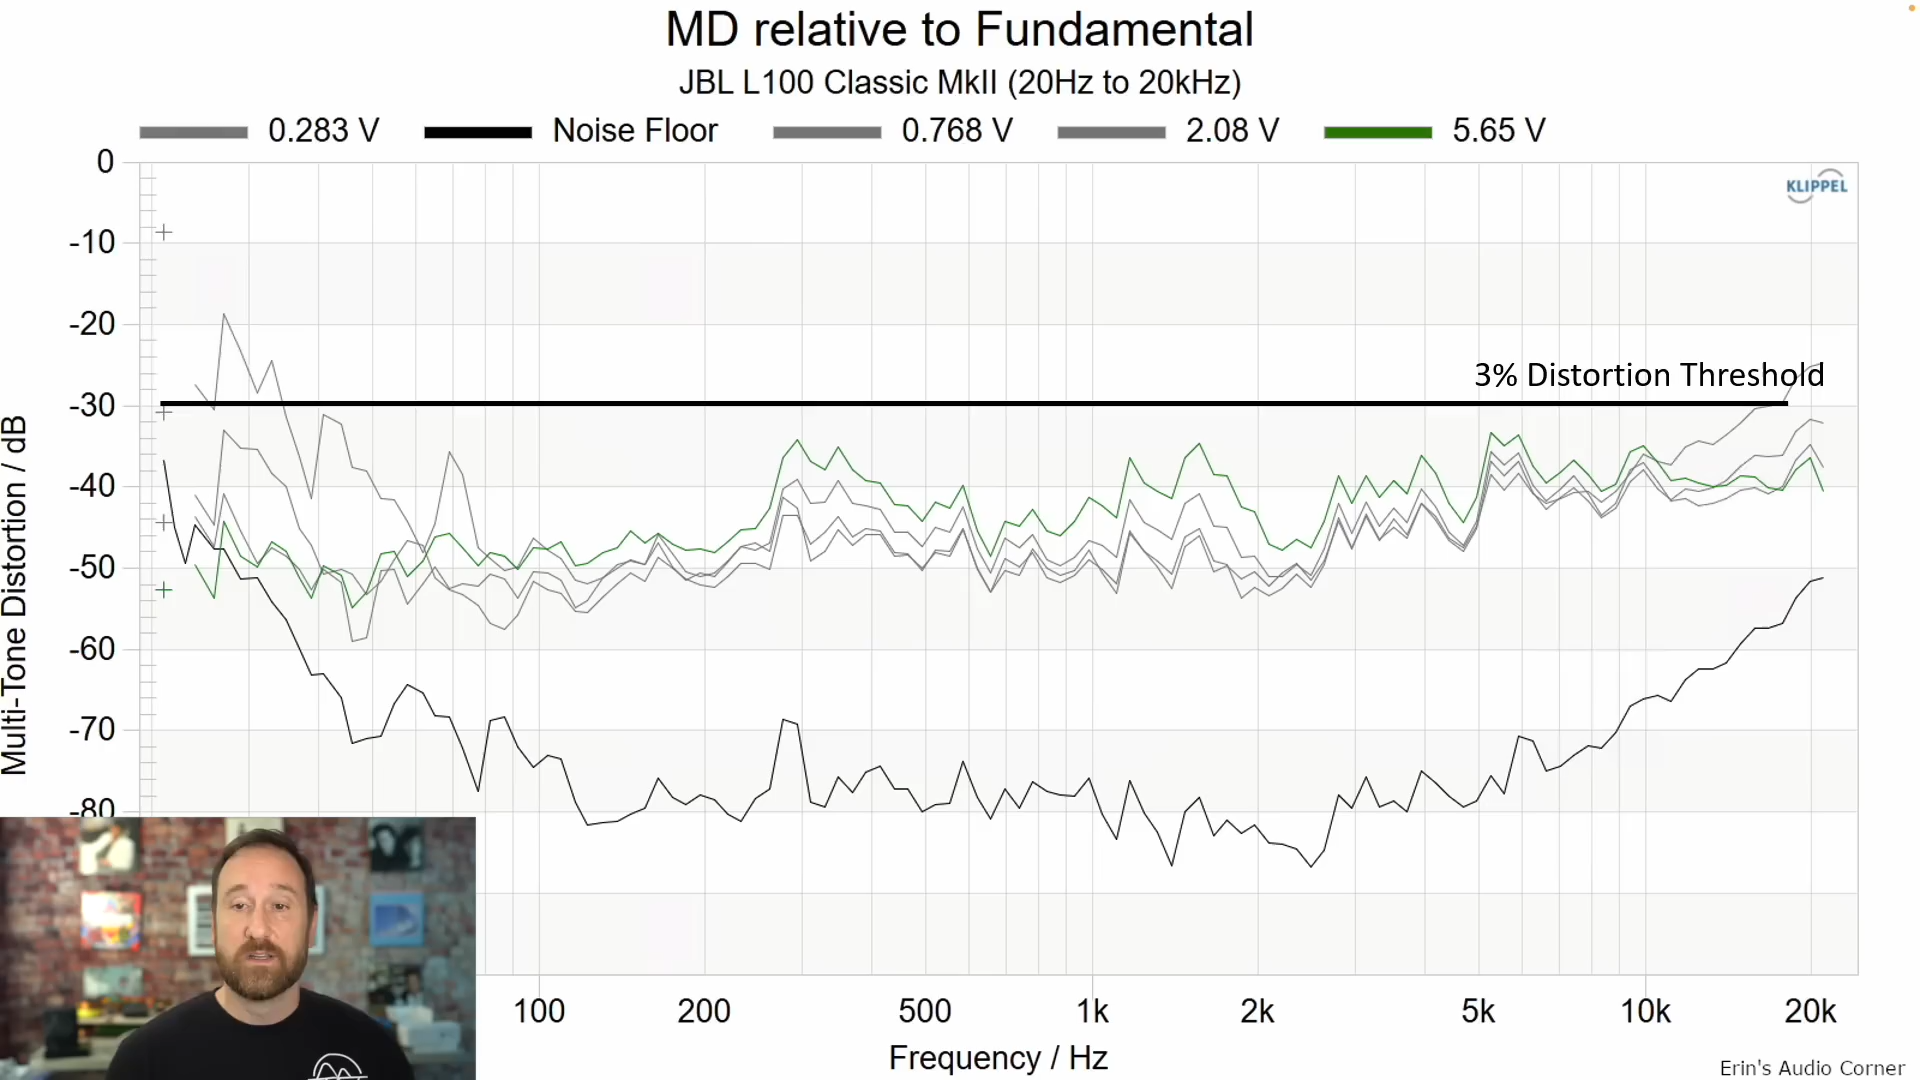 MD relative to Fundamental
JBL L100 Classic MkII (20Hz to 20kHz)
0.283 V Noise Floor 0.768 V 2.08 V 5.65 V
KLIPPEL
3% Distortion Threshold
0
-10
-20
-30
-40
-50
-60
-70
-80
Multi-Tone Distortion / dB
100 200 500 1k 2k 5k 10k 20k
Frequency / Hz
Erin's Audio Corner